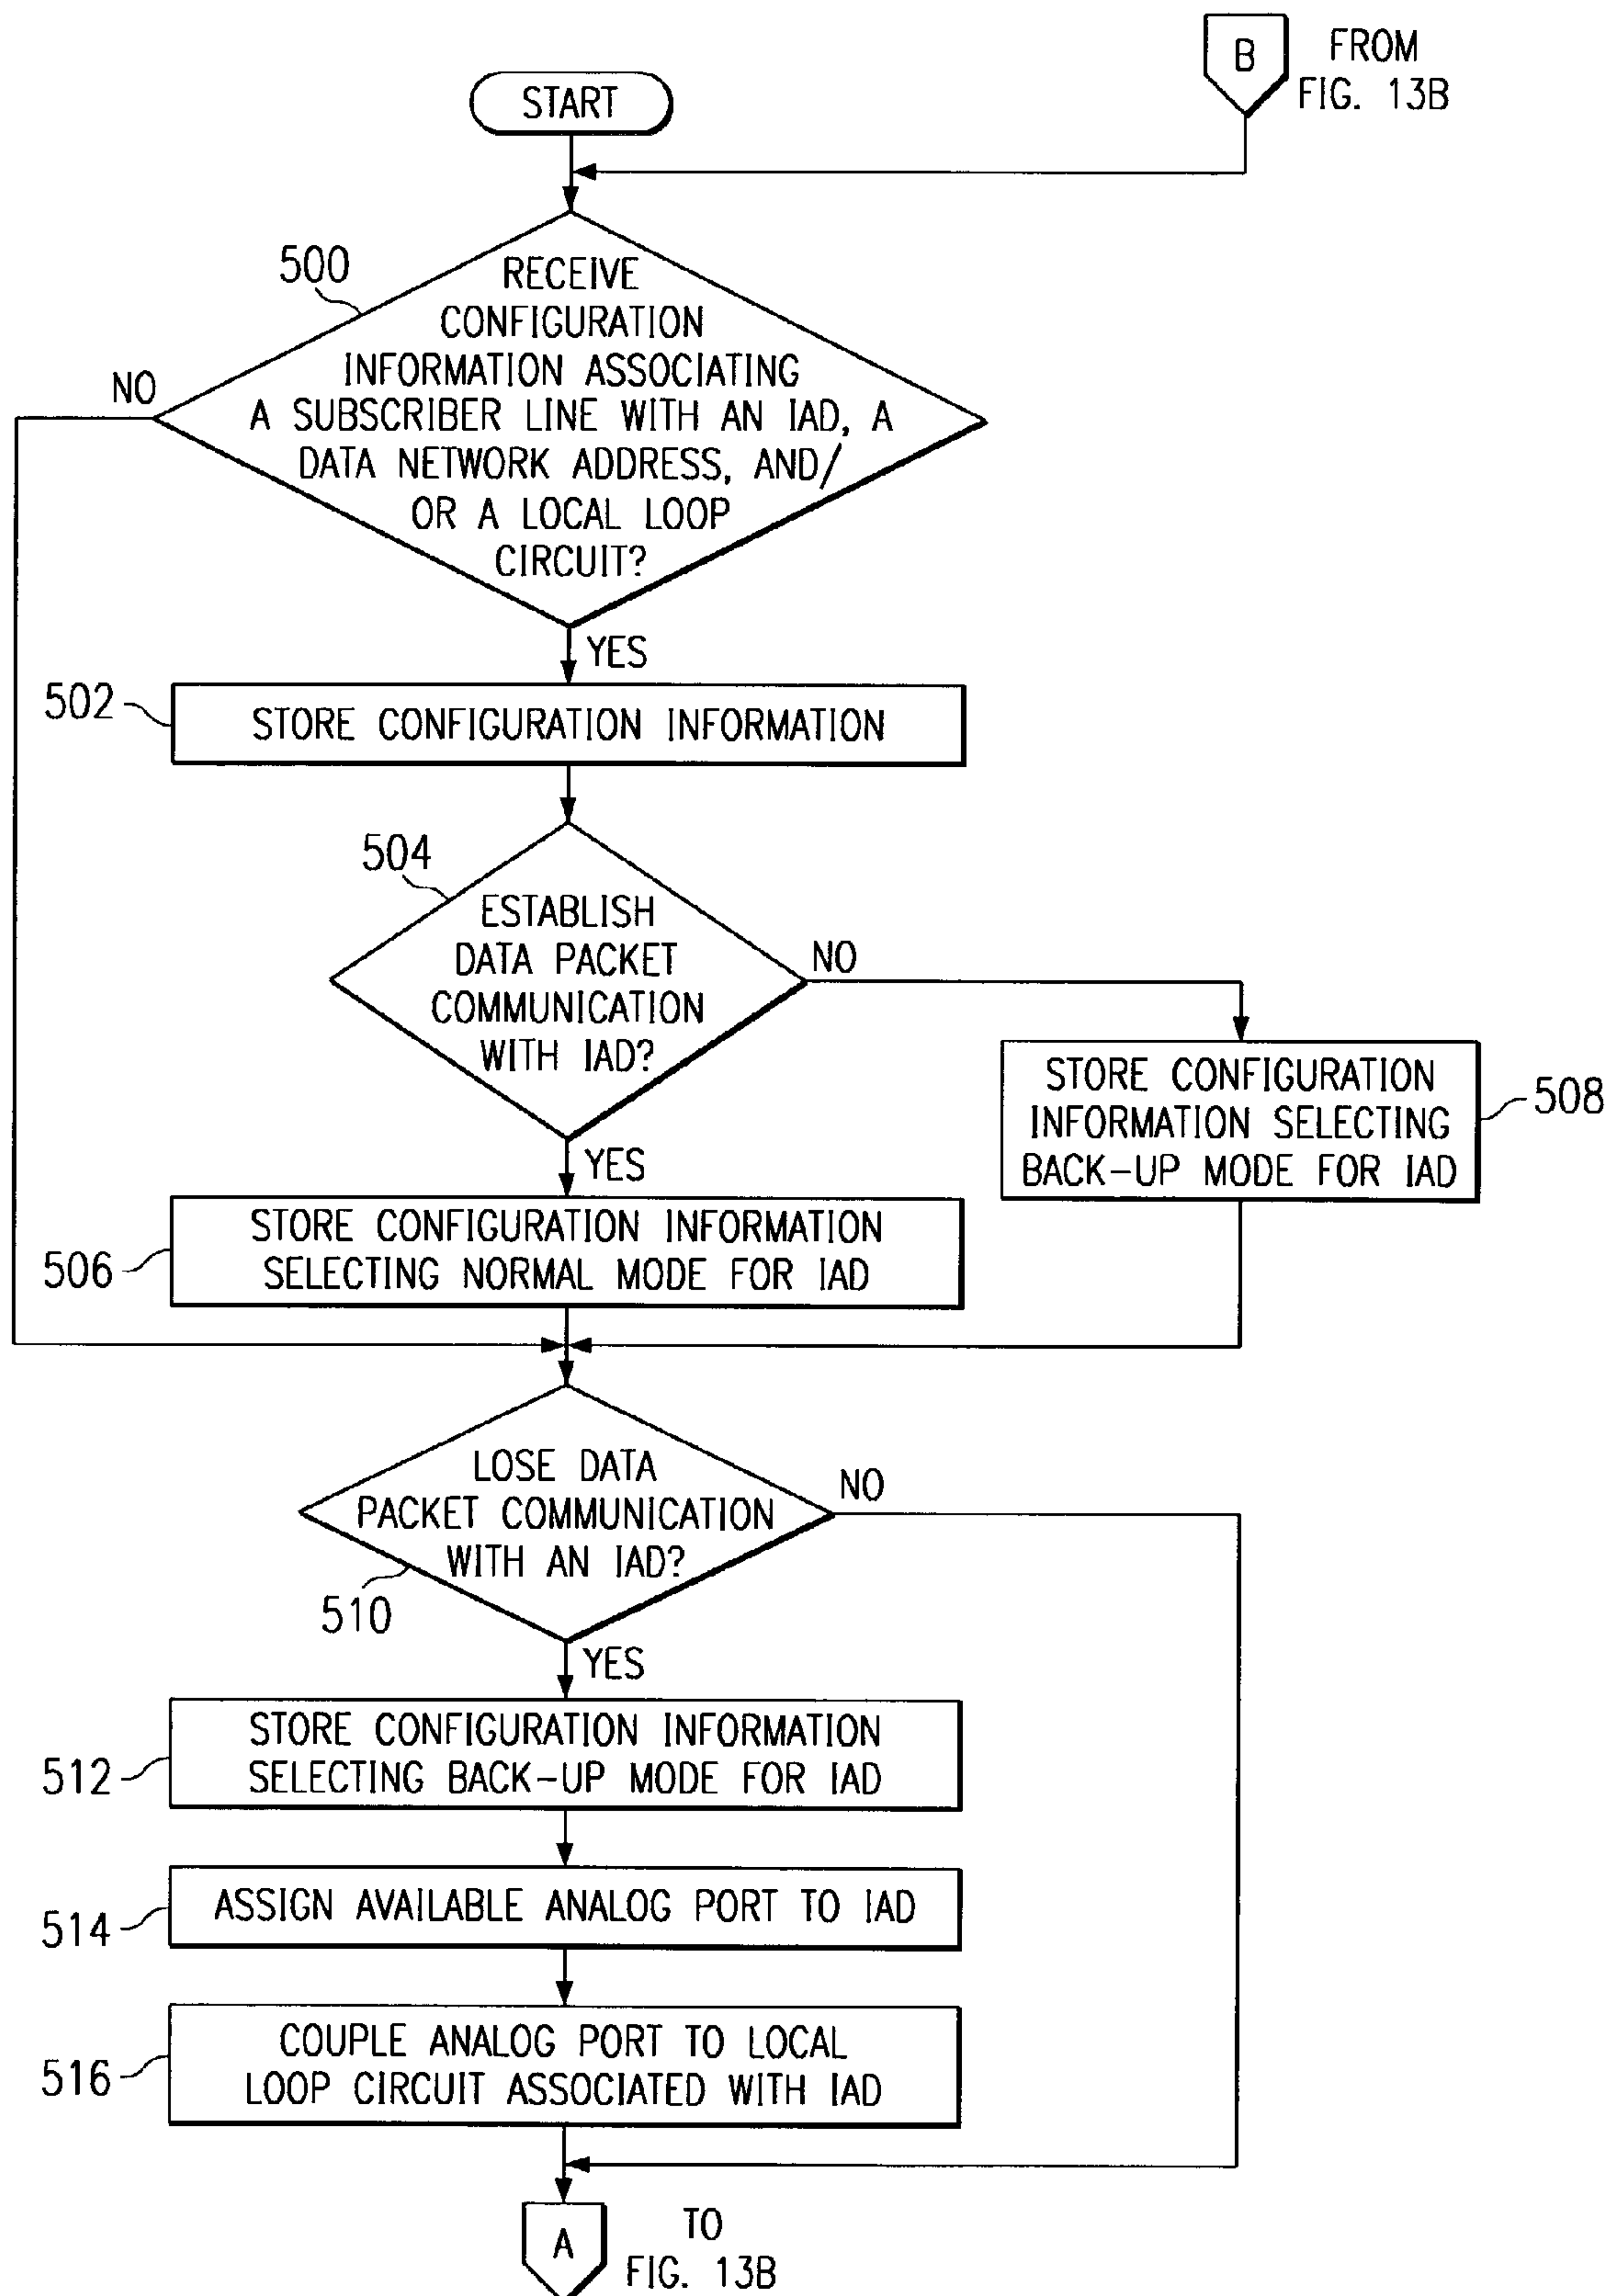 B
FROM
FIG. 13B
START
500
RECEIVE
CONFIGURATION
INFORMATION ASSOCIATING
A SUBSCRIBER LINE WITH AN IAD, A
DATA NETWORK ADDRESS, AND/
OR A LOCAL LOOP
CIRCUIT?
NO
YES
502
STORE CONFIGURATION INFORMATION
504
ESTABLISH
DATA PACKET
COMMUNICATION
WITH IAD?
NO
YES
STORE CONFIGURATION
INFORMATION SELECTING
BACK-UP MODE FOR IAD
508
506
STORE CONFIGURATION INFORMATION
SELECTING NORMAL MODE FOR IAD
LOSE DATA
PACKET COMMUNICATION
WITH AN IAD?
NO
510
YES
512
STORE CONFIGURATION INFORMATION
SELECTING BACK-UP MODE FOR IAD
514
ASSIGN AVAILABLE ANALOG PORT TO IAD
516
COUPLE ANALOG PORT TO LOCAL
LOOP CIRCUIT ASSOCIATED WITH IAD
A
TO
FIG. 13B